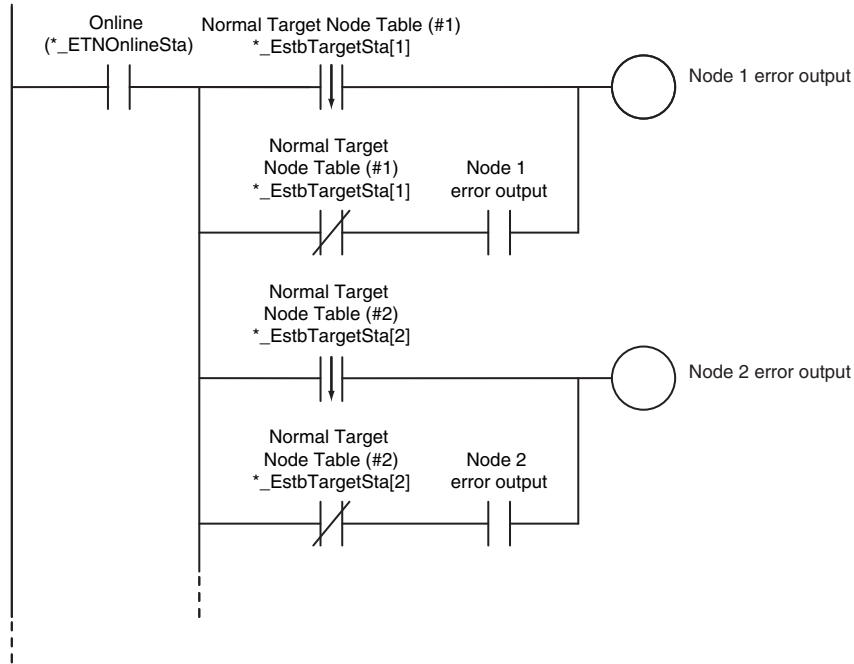 Online
(*_ETNOnlineSta)
Normal Target Node Table (#1)
*_EstbTargetSta[1]
Node 1 error output
Normal Target
Node Table (#1)
*_EstbTargetSta[1]
Node 1
error output
Normal Target
Node Table (#2)
*_EstbTargetSta[2]
Node 2 error output
Normal Target
Node Table (#2)
*_EstbTargetSta[2]
Node 2
error output